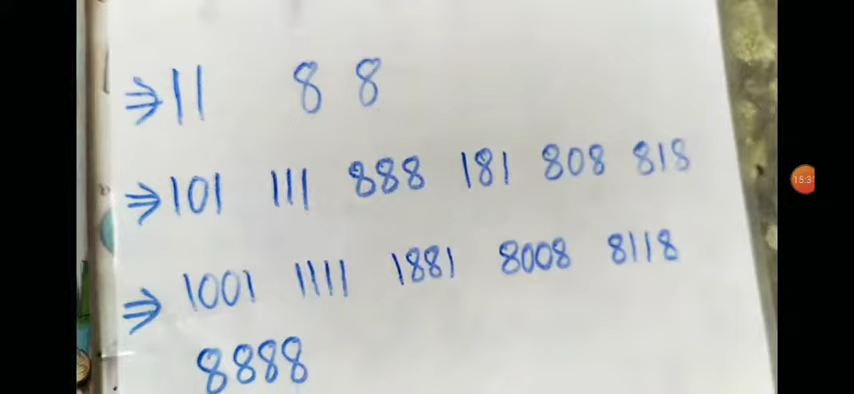 ⇒ 11 8 8
⇒ 101 111 888 181 808 818
⇒ 1001 1111 1881 8008 8118
8888